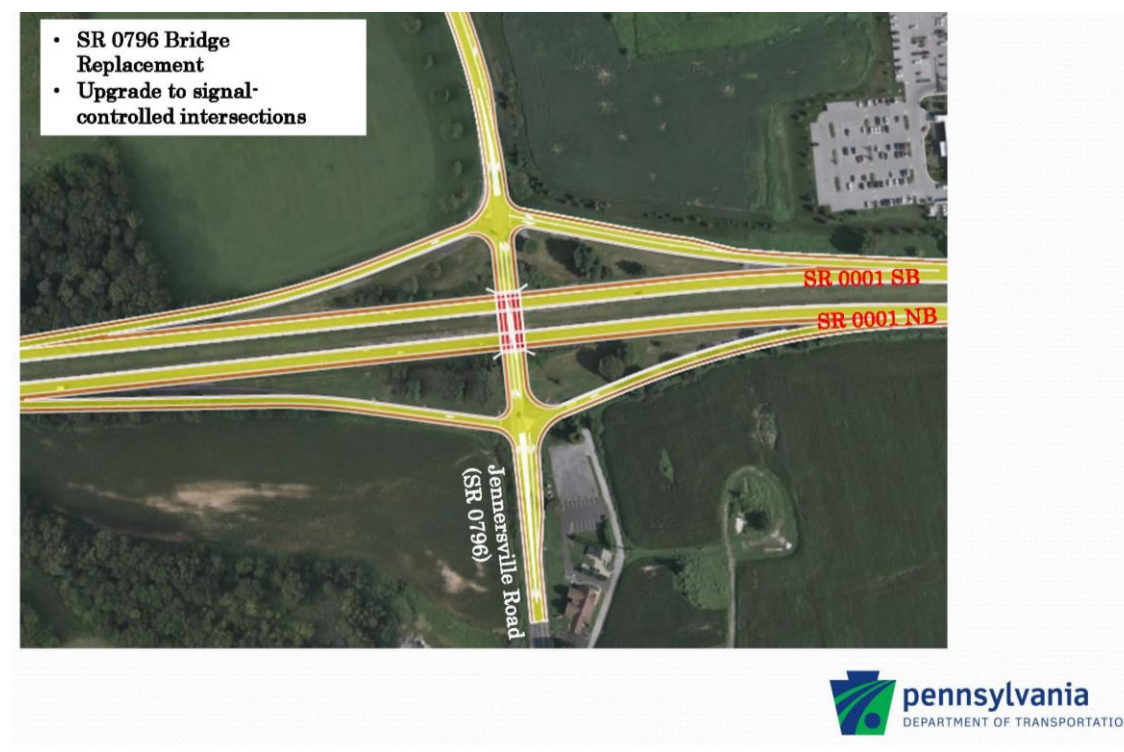 • SR 0796 Bridge
Replacement
• Upgrade to signal-
controlled intersections
SR 0001 SB
SR 0001 NB
Jennersville Road
(SR 0796)
pennsylvania
DEPARTMENT OF TRANSPORTATIO